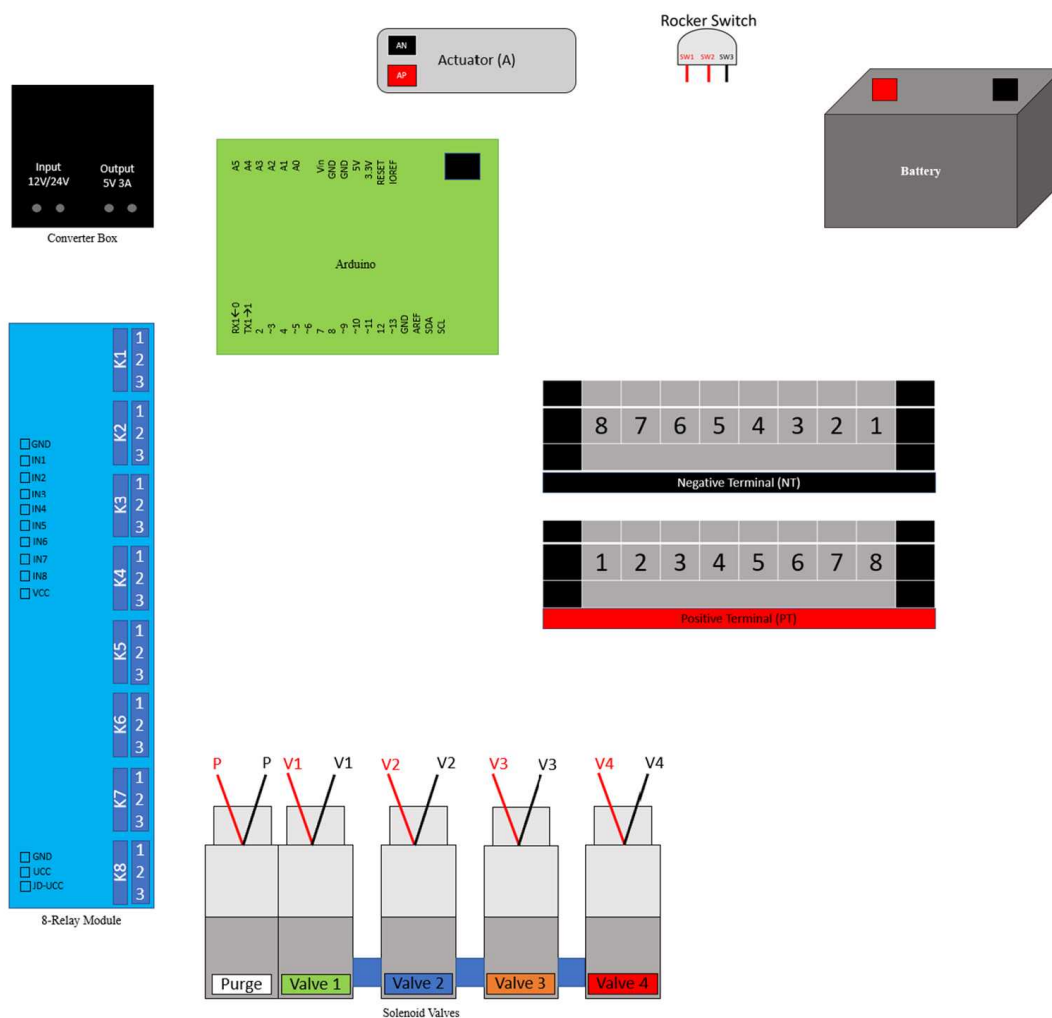 Rocker Switch
SW1 SW2 SW3
AN
AP
Actuator (A)
Battery
Input
12V/24V
Output
5V 3A
Converter Box
A5
A4
A3
A2
A1
A0
Vin
GND
GND
5V
3.3V
RESET
IOREF
Arduino
RX1←0
TX1→1
2
~3
4
~5
~6
7
8
~9
~10
~11
12
~13
GND
AREF
SDA
SCL
8 7 6 5 4 3 2 1
Negative Terminal (NT)
1 2 3 4 5 6 7 8
Positive Terminal (PT)
K1
1
2
3
K2
1
2
3
K3
1
2
3
K4
1
2
3
K5
1
2
3
K6
1
2
3
K7
1
2
3
K8
1
2
3
GND
IN1
IN2
IN3
IN4
IN5
IN6
IN7
IN8
VCC
GND
UCC
JD-UCC
8-Relay Module
P P V1 V1 V2 V2 V3 V3 V4 V4
Purge Valve 1 Valve 2 Valve 3 Valve 4
Solenoid Valves